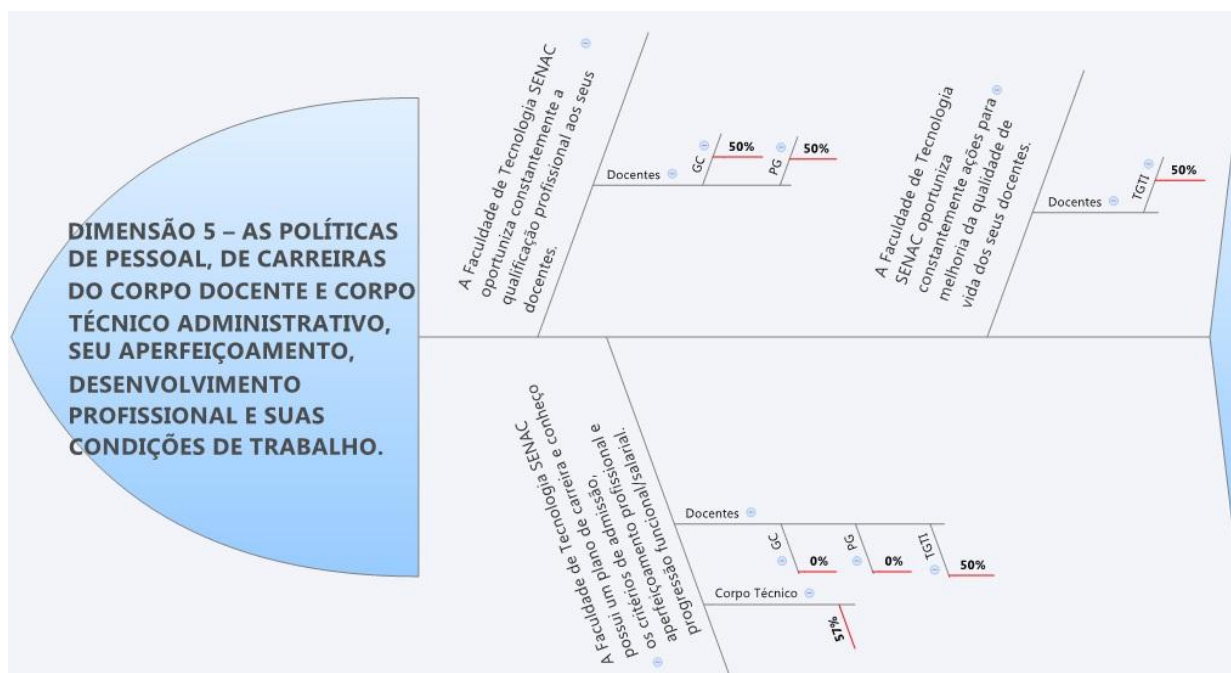 DIMENSÃO 5 – AS POLÍTICAS
DE PESSOAL, DE CARREIRAS
DO CORPO DOCENTE E CORPO
TÉCNICO ADMINISTRATIVO,
SEU APERFEIÇOAMENTO,
DESENVOLVIMENTO
PROFISSIONAL E SUAS
CONDIÇÕES DE TRABALHO.
A Faculdade de Tecnologia SENAC
oportuniza constantemente a
qualificação profissional aos seus
docentes.
Docentes
GC
50%
PG
50%
A Faculdade de Tecnologia
SENAC oportuniza
constantemente ações para
melhoria da qualidade de
vida dos seus docentes.
Docentes
TGTI
50%
A Faculdade de Tecnologia SENAC
possui um plano de carreira e conheço
os critérios de admissão,
aperfeiçoamento profissional e
progressão funcional/salarial.
Docentes
GC
0%
PG
0%
TGTI
50%
Corpo Técnico
57%